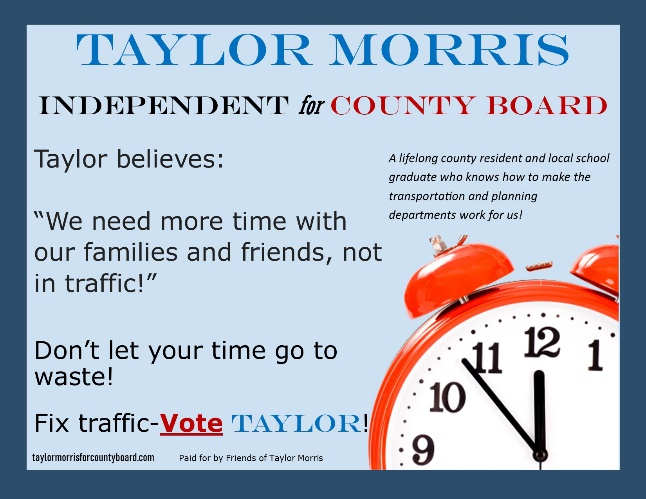 TAYLOR MORRIS
INDEPENDENT for COUNTY BOARD
Taylor believes:
“We need more time with
our families and friends, not
in traffic!”
Don’t let your time go to
waste!
Fix traffic-Vote TAYLOR!
A lifelong county resident and local school
graduate who knows how to make the
transportation and planning
departments work for us!
12
11
1
10
9
taylormorrisforcountyboard.com
Paid for by Friends of Taylor Morris